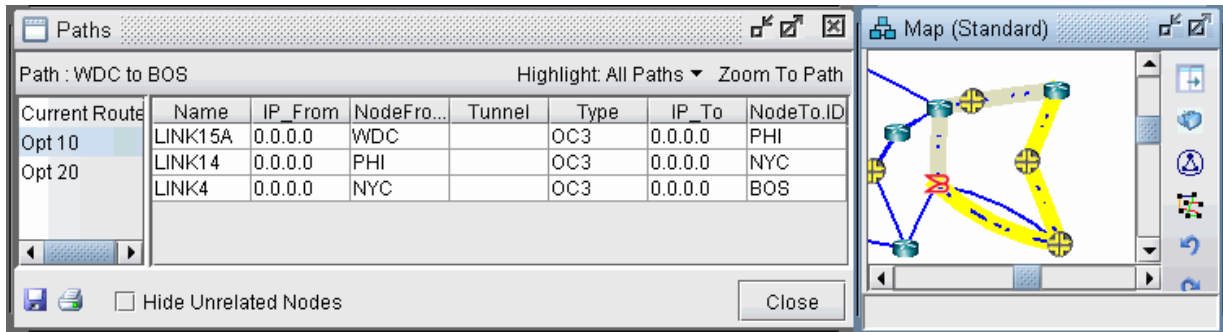 Paths
Path : WDC to BOS
Highlight: All Paths Zoom To Path
Current Route
Opt 10
Opt 20
Name IP_From NodeFro... Tunnel Type IP_To NodeTo.ID
LINK15A 0.0.0.0 WDC OC3 0.0.0.0 PHI
LINK14 0.0.0.0 PHI OC3 0.0.0.0 NYC
LINK4 0.0.0.0 NYC OC3 0.0.0.0 BOS
Hide Unrelated Nodes
Close
Map (Standard)